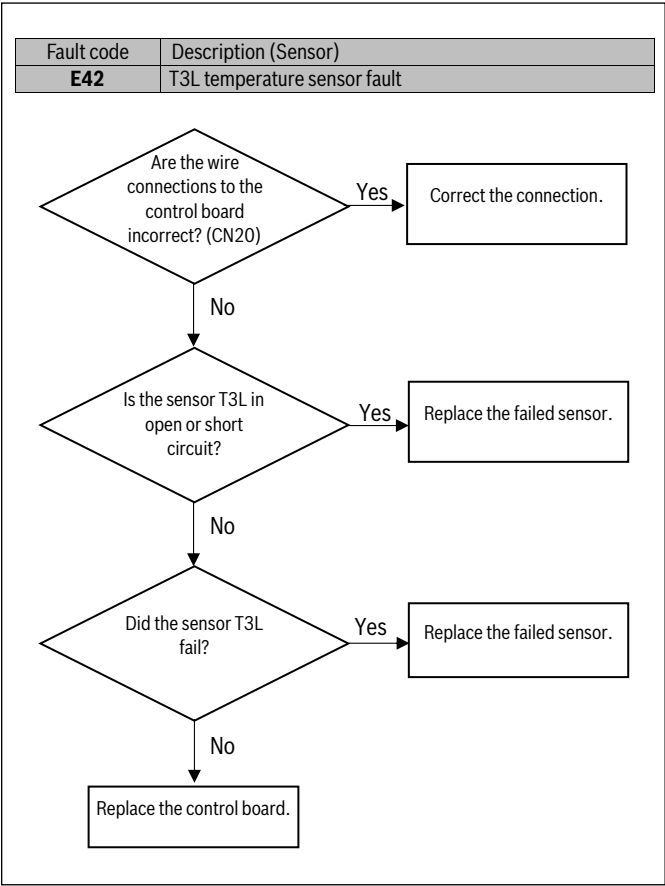 Fault code Description (Sensor)
E42 T3L temperature sensor fault
Are the wire
connections to the
control board
incorrect? (CN20)
Yes
Correct the connection.
No
Is the sensor T3L in
open or short
circuit?
Yes
Replace the failed sensor.
No
Did the sensor T3L
fail?
Yes
Replace the failed sensor.
No
Replace the control board.